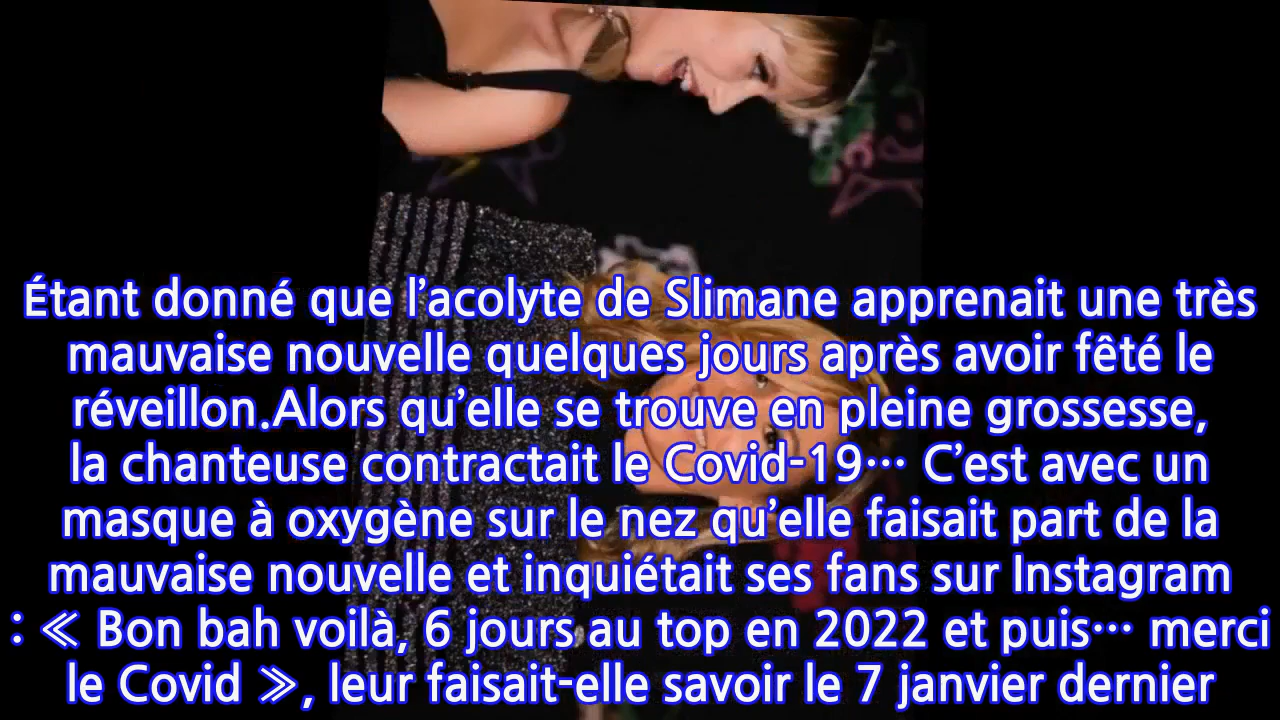 Étant donné que l’acolyte de Slimane apprenait une très
mauvaise nouvelle quelques jours après avoir fêté le
réveillon.Alors qu’elle se trouve en pleine grossesse,
la chanteuse contractait le Covid-19… C’est avec un
masque à oxygène sur le nez qu’elle faisait part de la
mauvaise nouvelle et inquiétait ses fans sur Instagram
: ≪ Bon bah voilà, 6 jours au top en 2022 et puis… merci
le Covid ≫, leur faisait-elle savoir le 7 janvier dernier